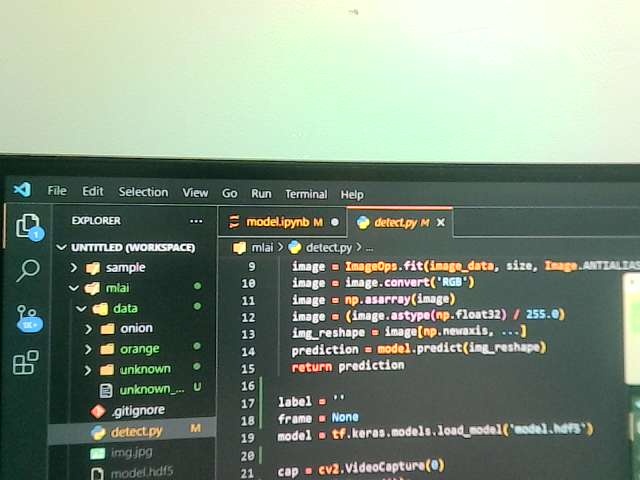 File Edit Selection View Go Run Terminal Help
EXPLORER ...
model.ipynb M
detect.py M
UNTITLED (WORKSPACE)
mlai > detect.py > ...
sample
mlai
data
onion
orange
unknown
unknown_... U
.gitignore
detect.py M
img.jpg
model.hdf5
1
1K+
9 image = ImageOps.fit(image_data, size, Image.ANTIALIAS
10 image = image.convert('RGB')
11 image = np.asarray(image)
12 image = (image.astype(np.float32) / 255.0)
13 img_reshape = image[np.newaxis, ...]
14 prediction = model.predict(img_reshape)
15 return prediction
16
17 label = ''
18 frame = None
19 model = tf.keras.models.load_model('model.hdf5')
20
21 cap = cv2.VideoCapture(0)